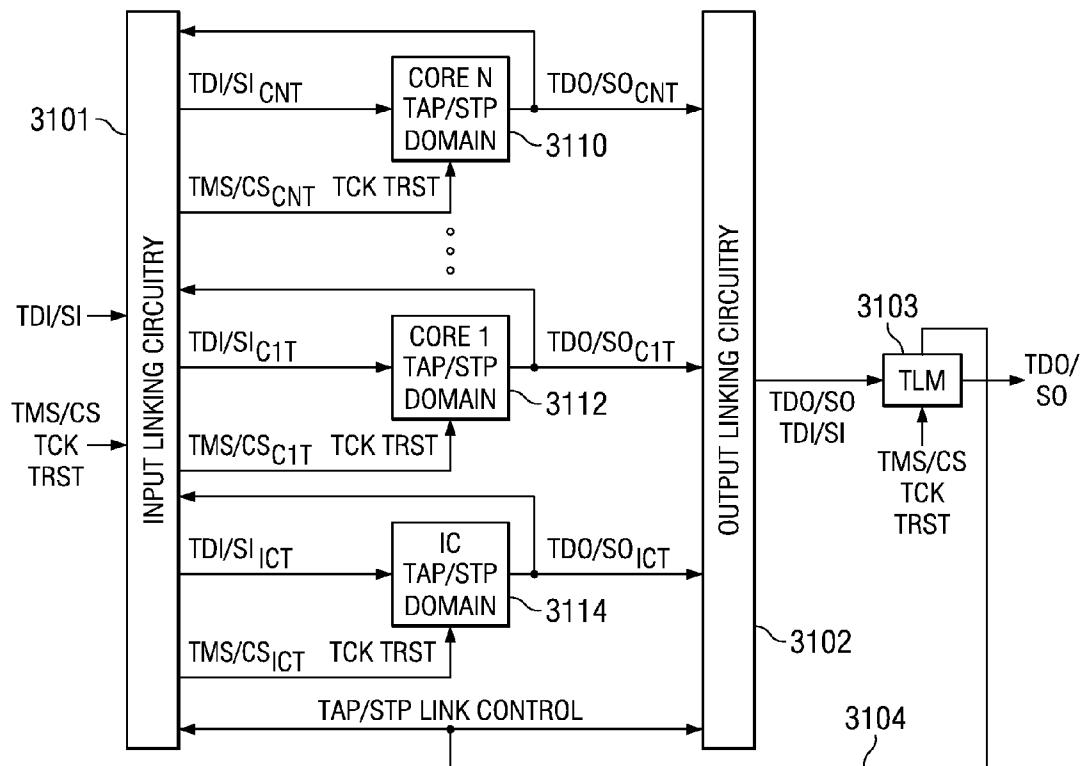 3101
INPUT LINKING CIRCUITRY
TDI/SI
TMS/CS
TCK
TRST
TDI/SI CNT
CORE N
TAP/STP
DOMAIN
3110
TDO/SO CNT
TMS/CS CNT TCK TRST
TDI/SI C1T
CORE 1
TAP/STP
DOMAIN
3112
TDO/SO C1T
TMS/CS C1T TCK TRST
TDI/SI ICT
IC
TAP/STP
DOMAIN
3114
TDO/SO ICT
TMS/CS ICT TCK TRST
TAP/STP LINK CONTROL
OUTPUT LINKING CIRCUITRY
3102
TDO/SO
TDI/SI
3103
TLM
TMS/CS
TCK
TRST
TDO/
SO
3104